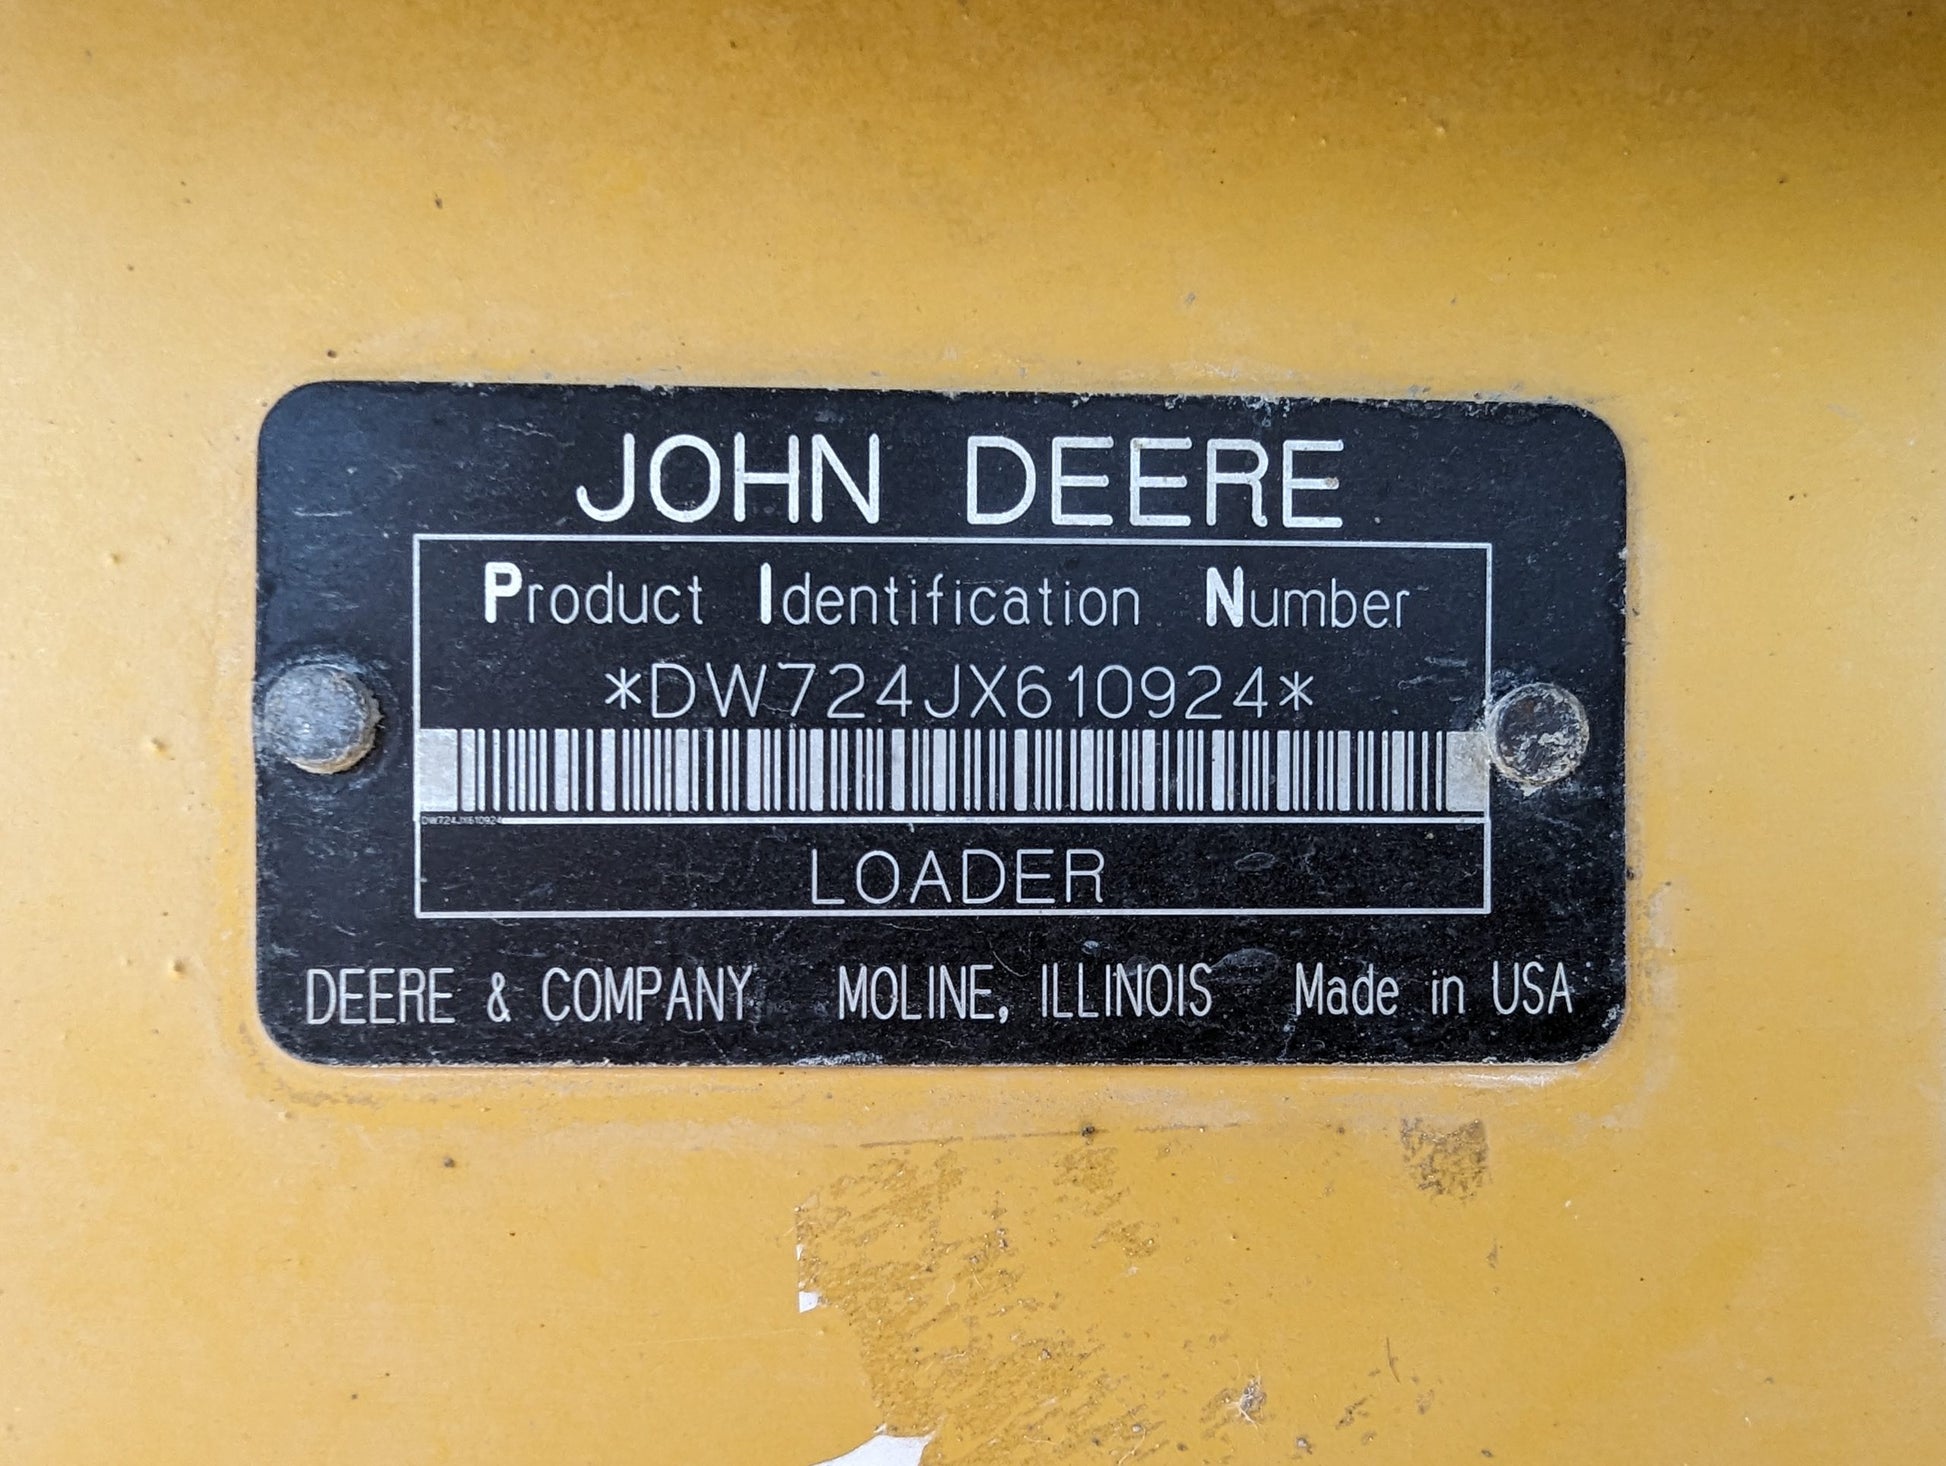 JOHN DEERE
Product Identification Number
*DW724JX610924*
DW724JX610924
LOADER
DEERE & COMPANY MOLINE, ILLINOIS Made in USA